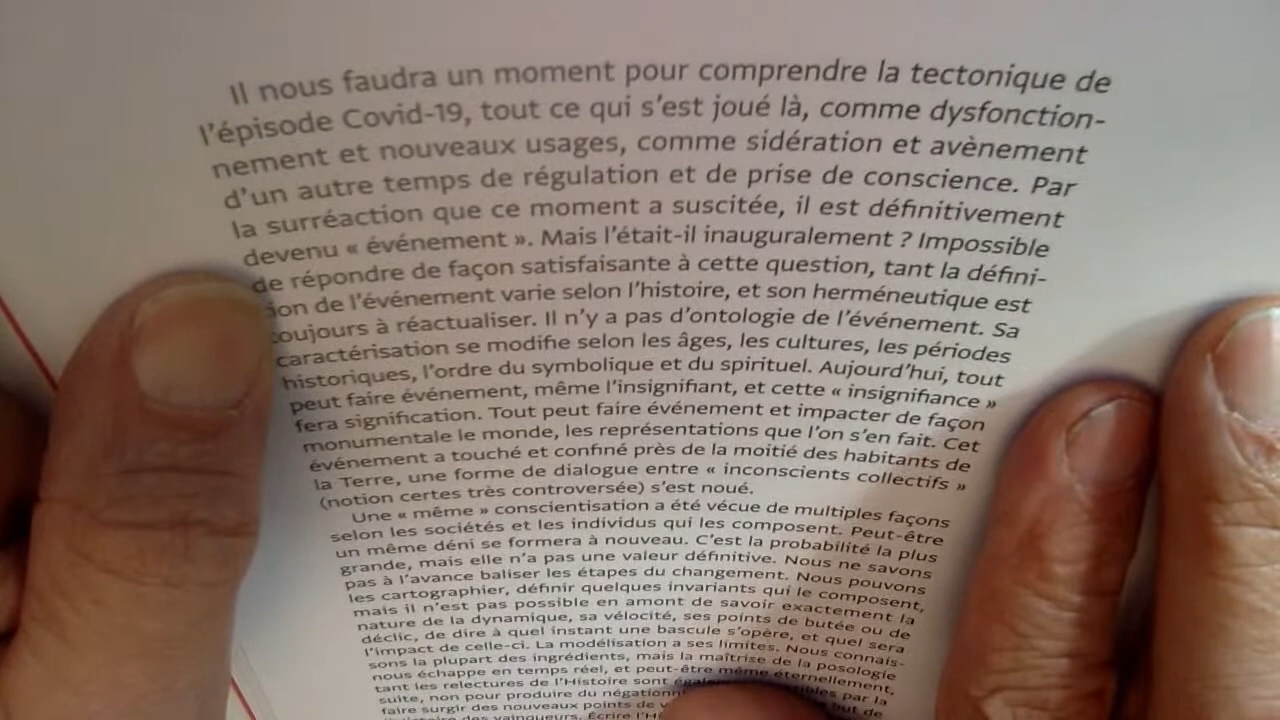 Il nous faudra un moment pour comprendre la tectonique de
l'épisode Covid-19, tout ce qui s'est joué là, comme dysfonction-
nement et nouveaux usages, comme sidération et avènement
d'un autre temps de régulation et de prise de conscience. Par
la surréaction que ce moment a suscitée, il est définitivement
devenu « événement ». Mais l'était-il inauguralement ? Impossible
de répondre de façon satisfaisante à cette question, tant la défini-
ion de l'événement varie selon l'histoire, et son herméneutique est
toujours à réactualiser. Il n'y a pas d'ontologie de l'événement. Sa
caractérisation se modifie selon les âges, les cultures, les périodes
historiques, l'ordre du symbolique et du spirituel. Aujourd'hui, tout
peut faire événement, même l'insignifiant, et cette « insignifiance »
fera signification. Tout peut faire événement et impacter de façon
monumentale le monde, les représentations que l'on s'en fait. Cet
événement a touché et confiné près de la moitié des habitants de
la Terre, une forme de dialogue entre « inconscients collectifs »
(notion certes très controversée) s'est noué.
Une « même » conscientisation a été vécue de multiples façons
selon les sociétés et les individus qui les composent. Peut-être
un même déni se formera à nouveau. C'est la probabilité la plus
grande, mais elle n'a pas une valeur définitive. Nous ne savons
pas à l'avance baliser les étapes du changement. Nous pouvons
les cartographier, définir quelques invariants qui le composent,
mais il n'est pas possible en amont de savoir exactement la
nature de la dynamique, sa vélocité, ses points de butée ou de
déclic, de dire à quel instant une bascule s'opère, et quel sera
l'impact de celle-ci. La modélisation a ses limites. Nous connais-
sons la plupart des ingrédients, mais la maîtrise de la posologie
nous échappe en temps réel, et peut-être même éternellement,
tant les relectures de l'Histoire sont par la
suite, non pour produire du but de
faire surgir des nouveaux points de
des vainqueurs. Écrire